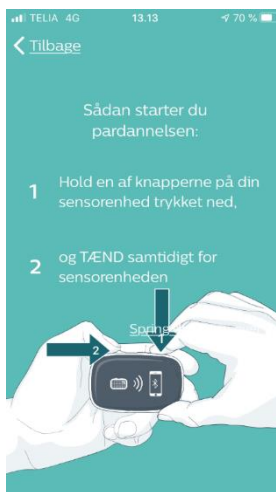 TELIA 4G 13.13 70 %
Tilbage
Sådan starter du
pardannelsen:
1 Hold en af knapperne på din
sensorenhed trykket ned,
2 og TÆND samtidigt for
sensorenheden
Spring
1
2